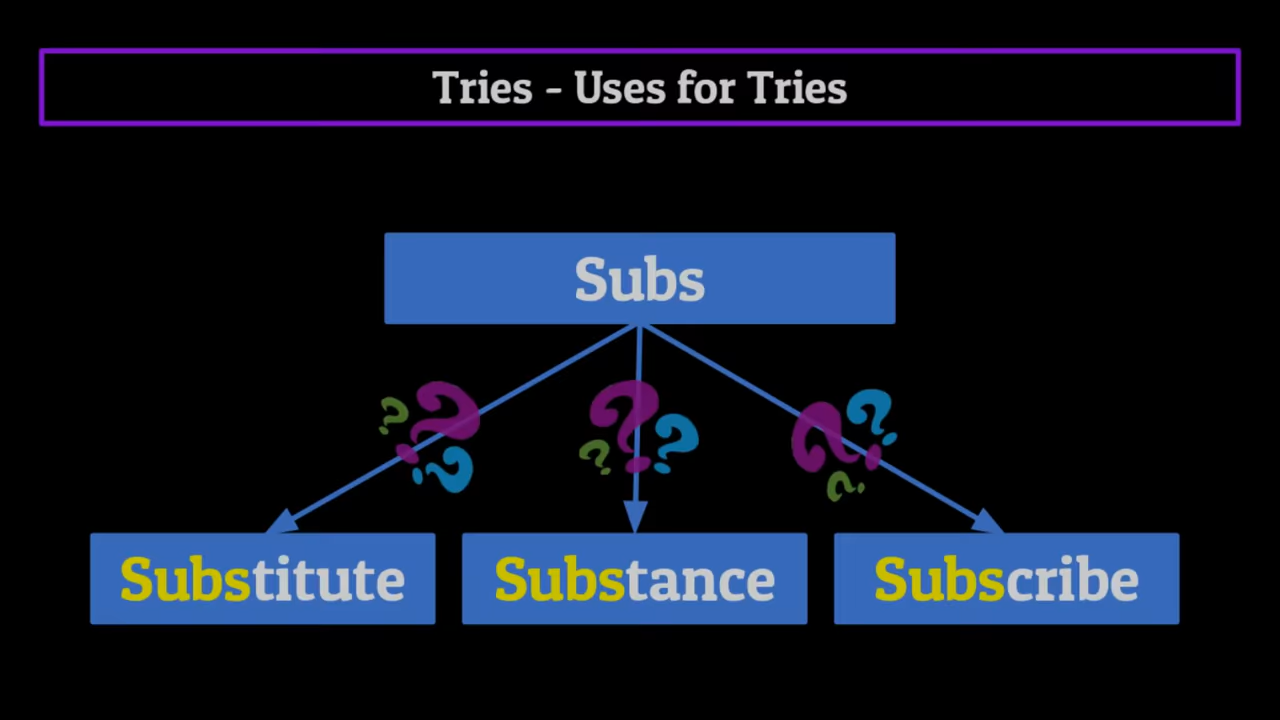 Tries - Uses for Tries
Subs
? ? ? ? ? ? ? ? ?
Substitute Substance Subscribe